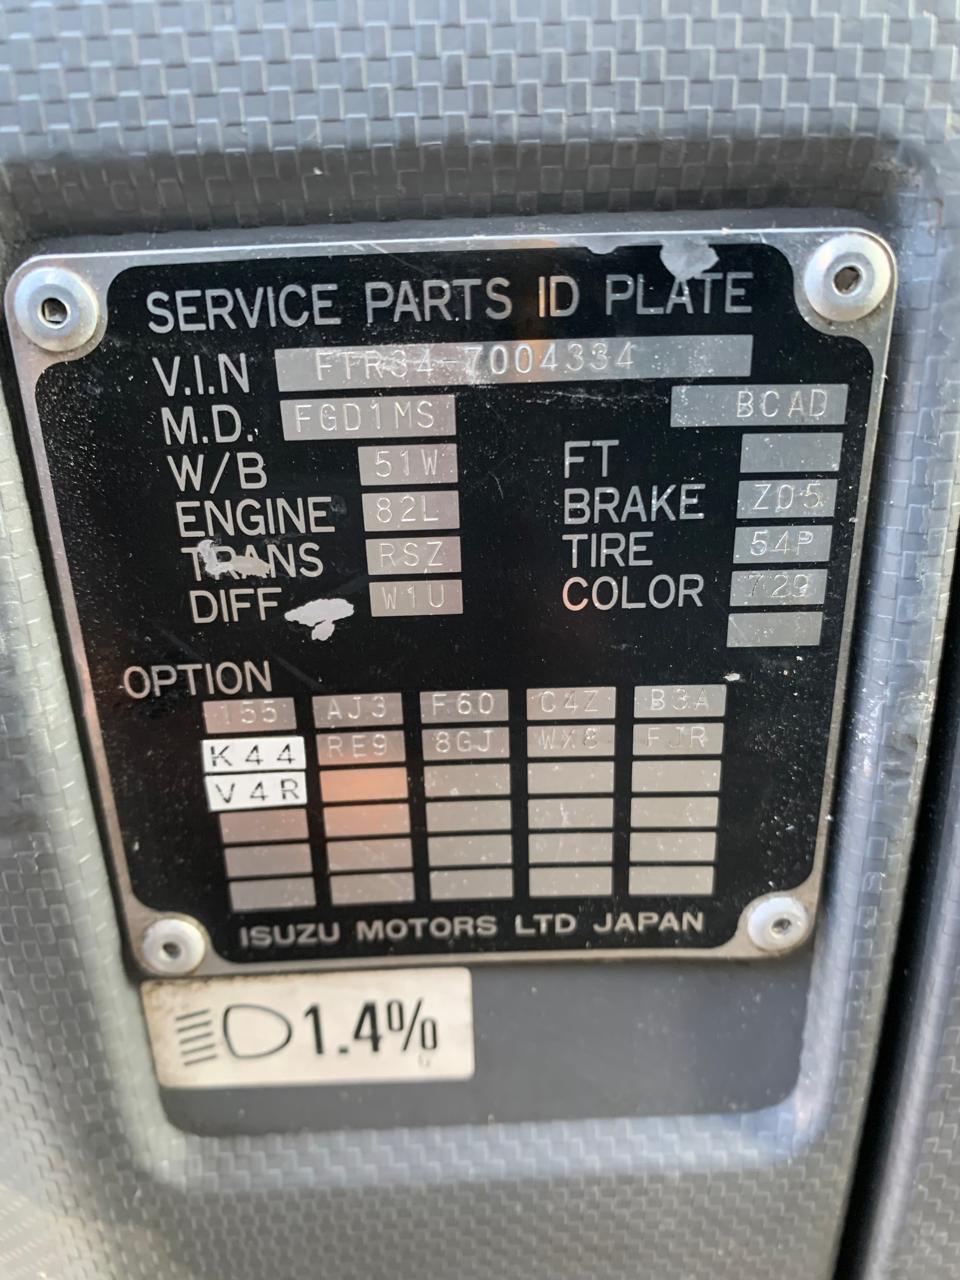 SERVICE PARTS ID PLATE
V.I.N FTR34-7004334
M.D. FGD1MS BCAD
W/B 51W FT
ENGINE 82L BRAKE Z05
TRANS RSZ TIRE 54P
DIFF W1U COLOR 729
OPTION
155 AJ3 F60 C4Z B3A
K44 RE9 8GJ WX8 FJR
V4R
ISUZU MOTORS LTD JAPAN
1.4%